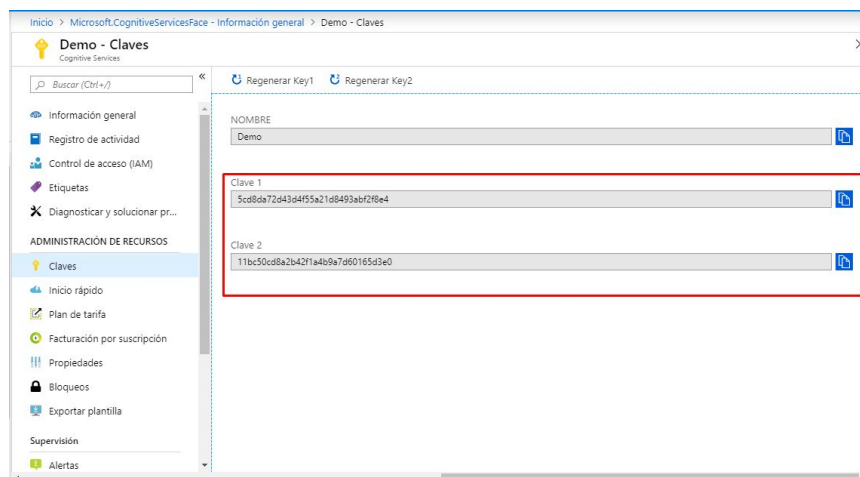 Inicio > Microsoft.CognitiveServicesFace - Información general > Demo - Claves
Demo - Claves
Cognitive Services
Buscar (Ctrl+/)
Información general
Registro de actividad
Control de acceso (IAM)
Etiquetas
Diagnosticar y solucionar pr...
ADMINISTRACIÓN DE RECURSOS
Claves
Inicio rápido
Plan de tarifa
Facturación por suscripción
Propiedades
Bloqueos
Exportar plantilla
Supervisión
Alertas
Regenerar Key1 Regenerar Key2
NOMBRE
Demo
Clave 1
5cd8da72d43d4f55a21d8493abf2f8e4
Clave 2
11bc50cd8a2b42f1a4b9a7d60165d3e0